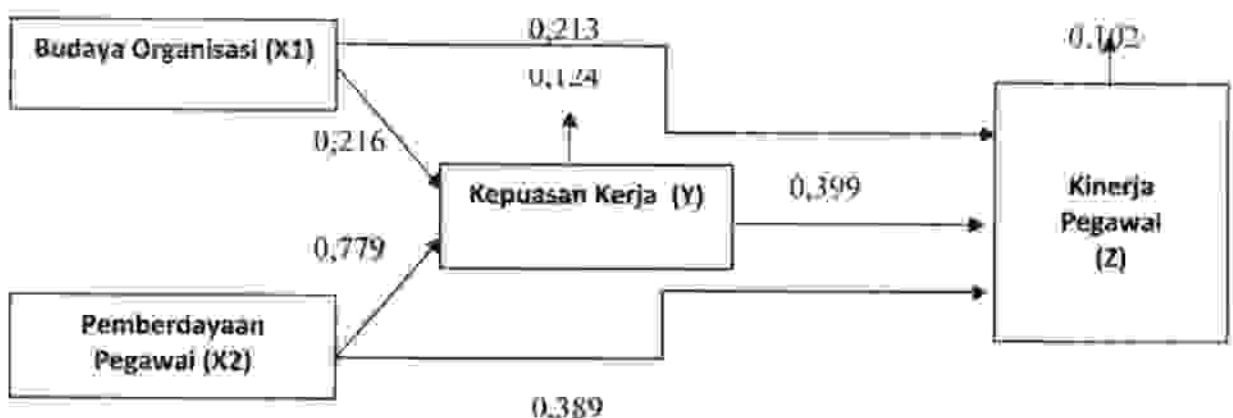 Budaya Organisasi (X1)
0,213
0,124
0,102
0,216
Kepuasan Kerja (Y)
0,399
Kinerja
Pegawai
(Z)
0,779
Pemberdayaan
Pegawai (X2)
0,389